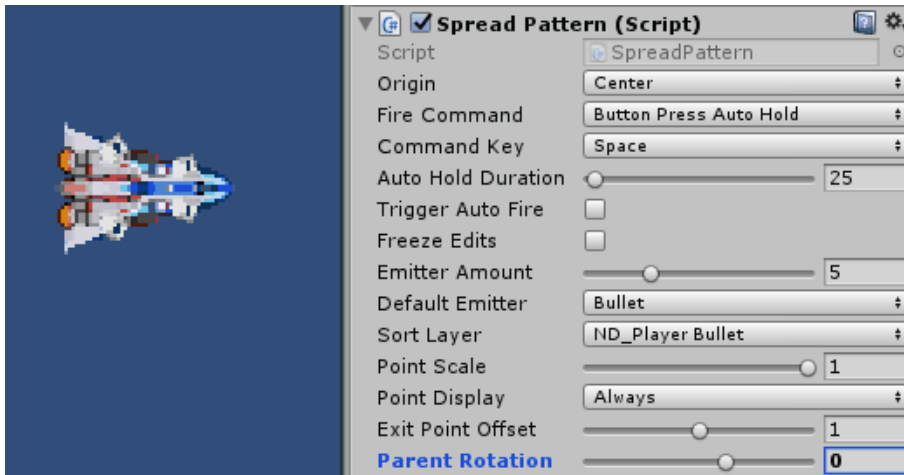 Spread Pattern (Script)
Script SpreadPattern
Origin Center
Fire Command Button Press Auto Hold
Command Key Space
Auto Hold Duration 25
Trigger Auto Fire
Freeze Edits
Emitter Amount 5
Default Emitter Bullet
Sort Layer ND_Player Bullet
Point Scale 1
Point Display Always
Exit Point Offset 1
Parent Rotation 0